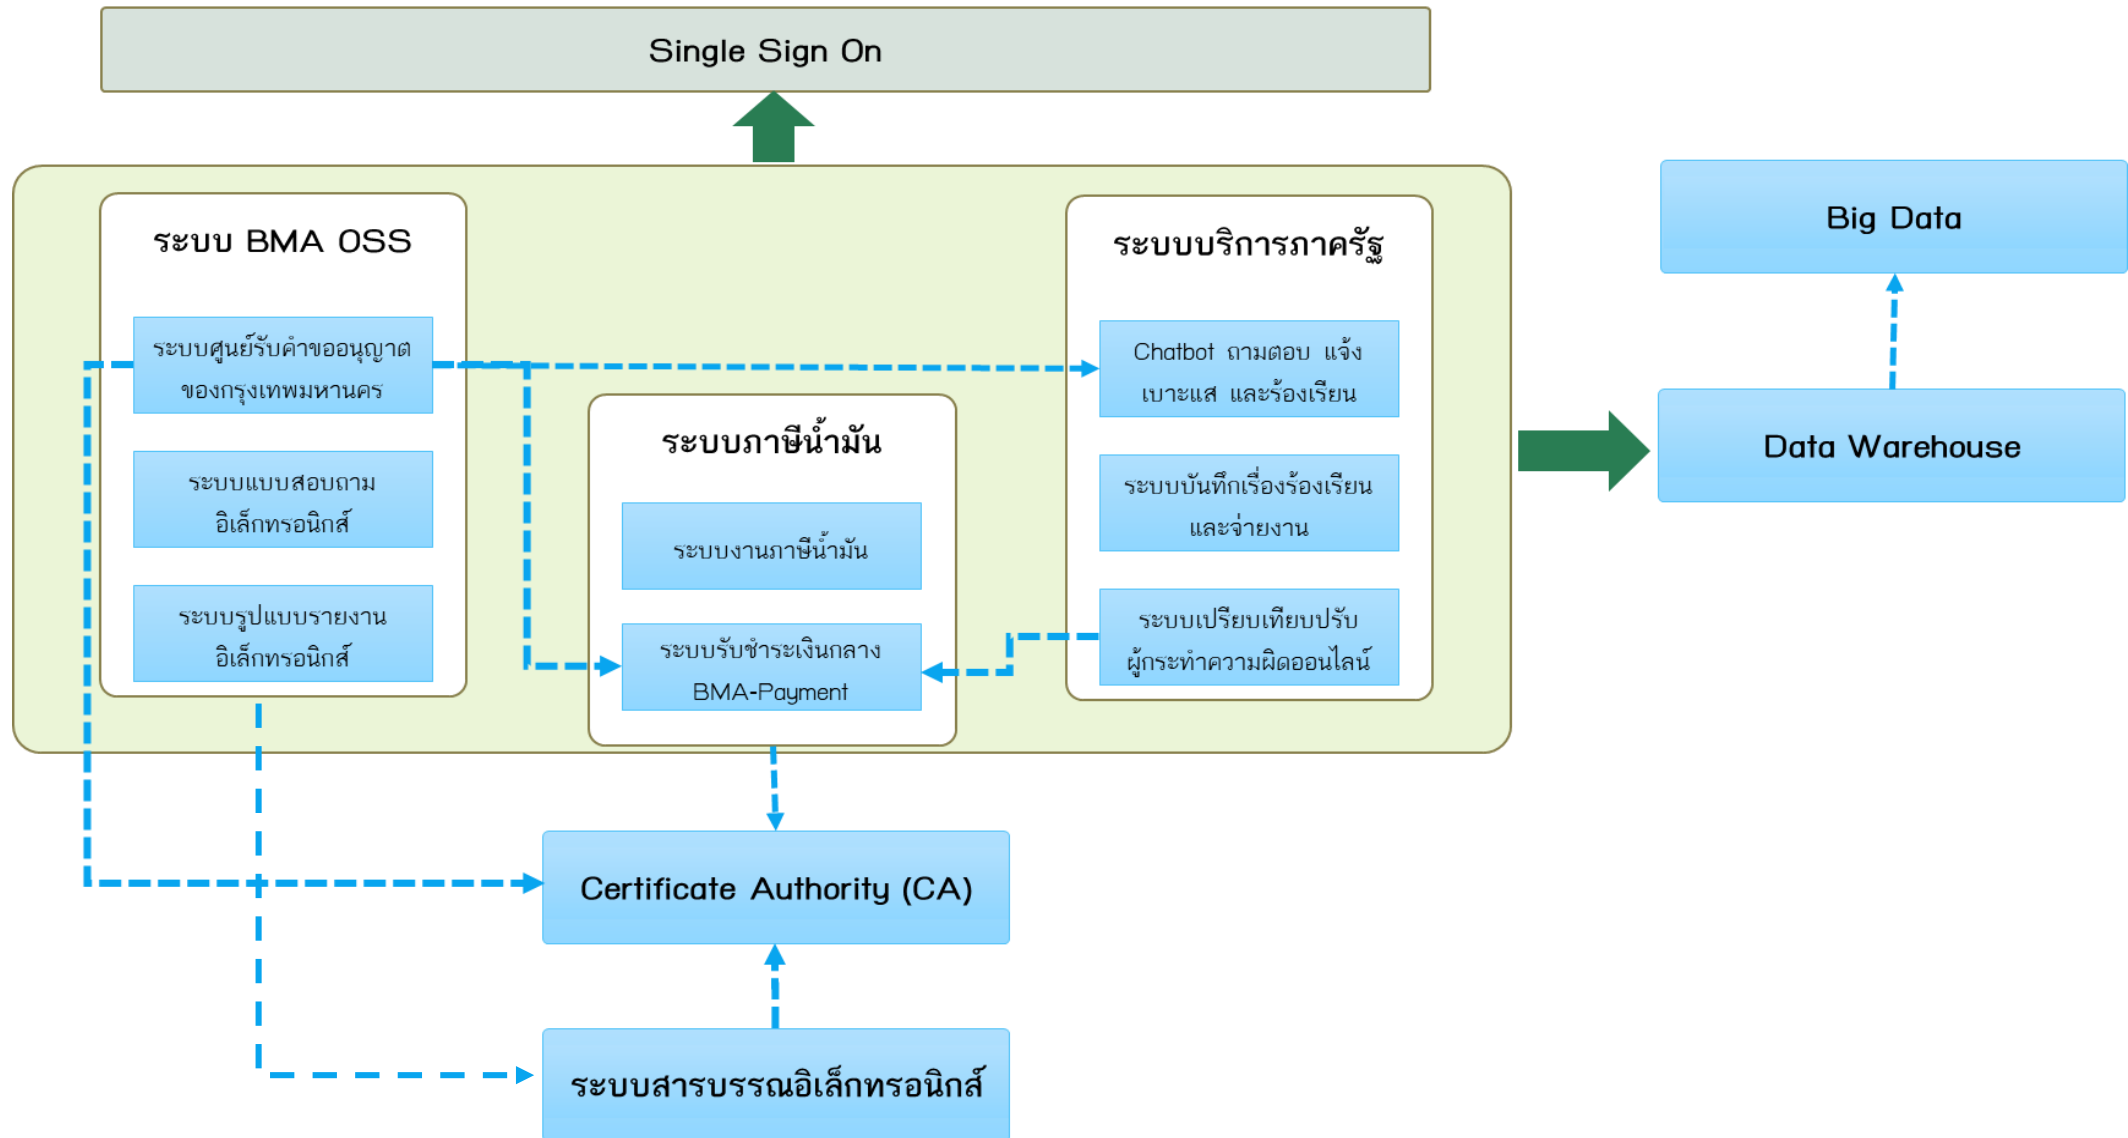 Single Sign On
ระบบ BMA OSS
ระบบศูนย์รับคำขออนุญาต
ของกรุงเทพมหานคร
ระบบแบบสอบถาม
อิเล็กทรอนิกส์
ระบบรูปแบบรายงาน
อิเล็กทรอนิกส์
ระบบภาษีน้ำมัน
ระบบงานภาษีน้ำมัน
ระบบรับชำระเงินกลาง
BMA-Payment
ระบบบริการภาครัฐ
Chatbot ถามตอบ แจ้ง
เบาะแส และร้องเรียน
ระบบบันทึกเรื่องร้องเรียน
และจ่ายงาน
ระบบเปรียบเทียบปรับ
ผู้กระทำความผิดออนไลน์
Big Data
Data Warehouse
Certificate Authority (CA)
ระบบสารบรรณอิเล็กทรอนิกส์